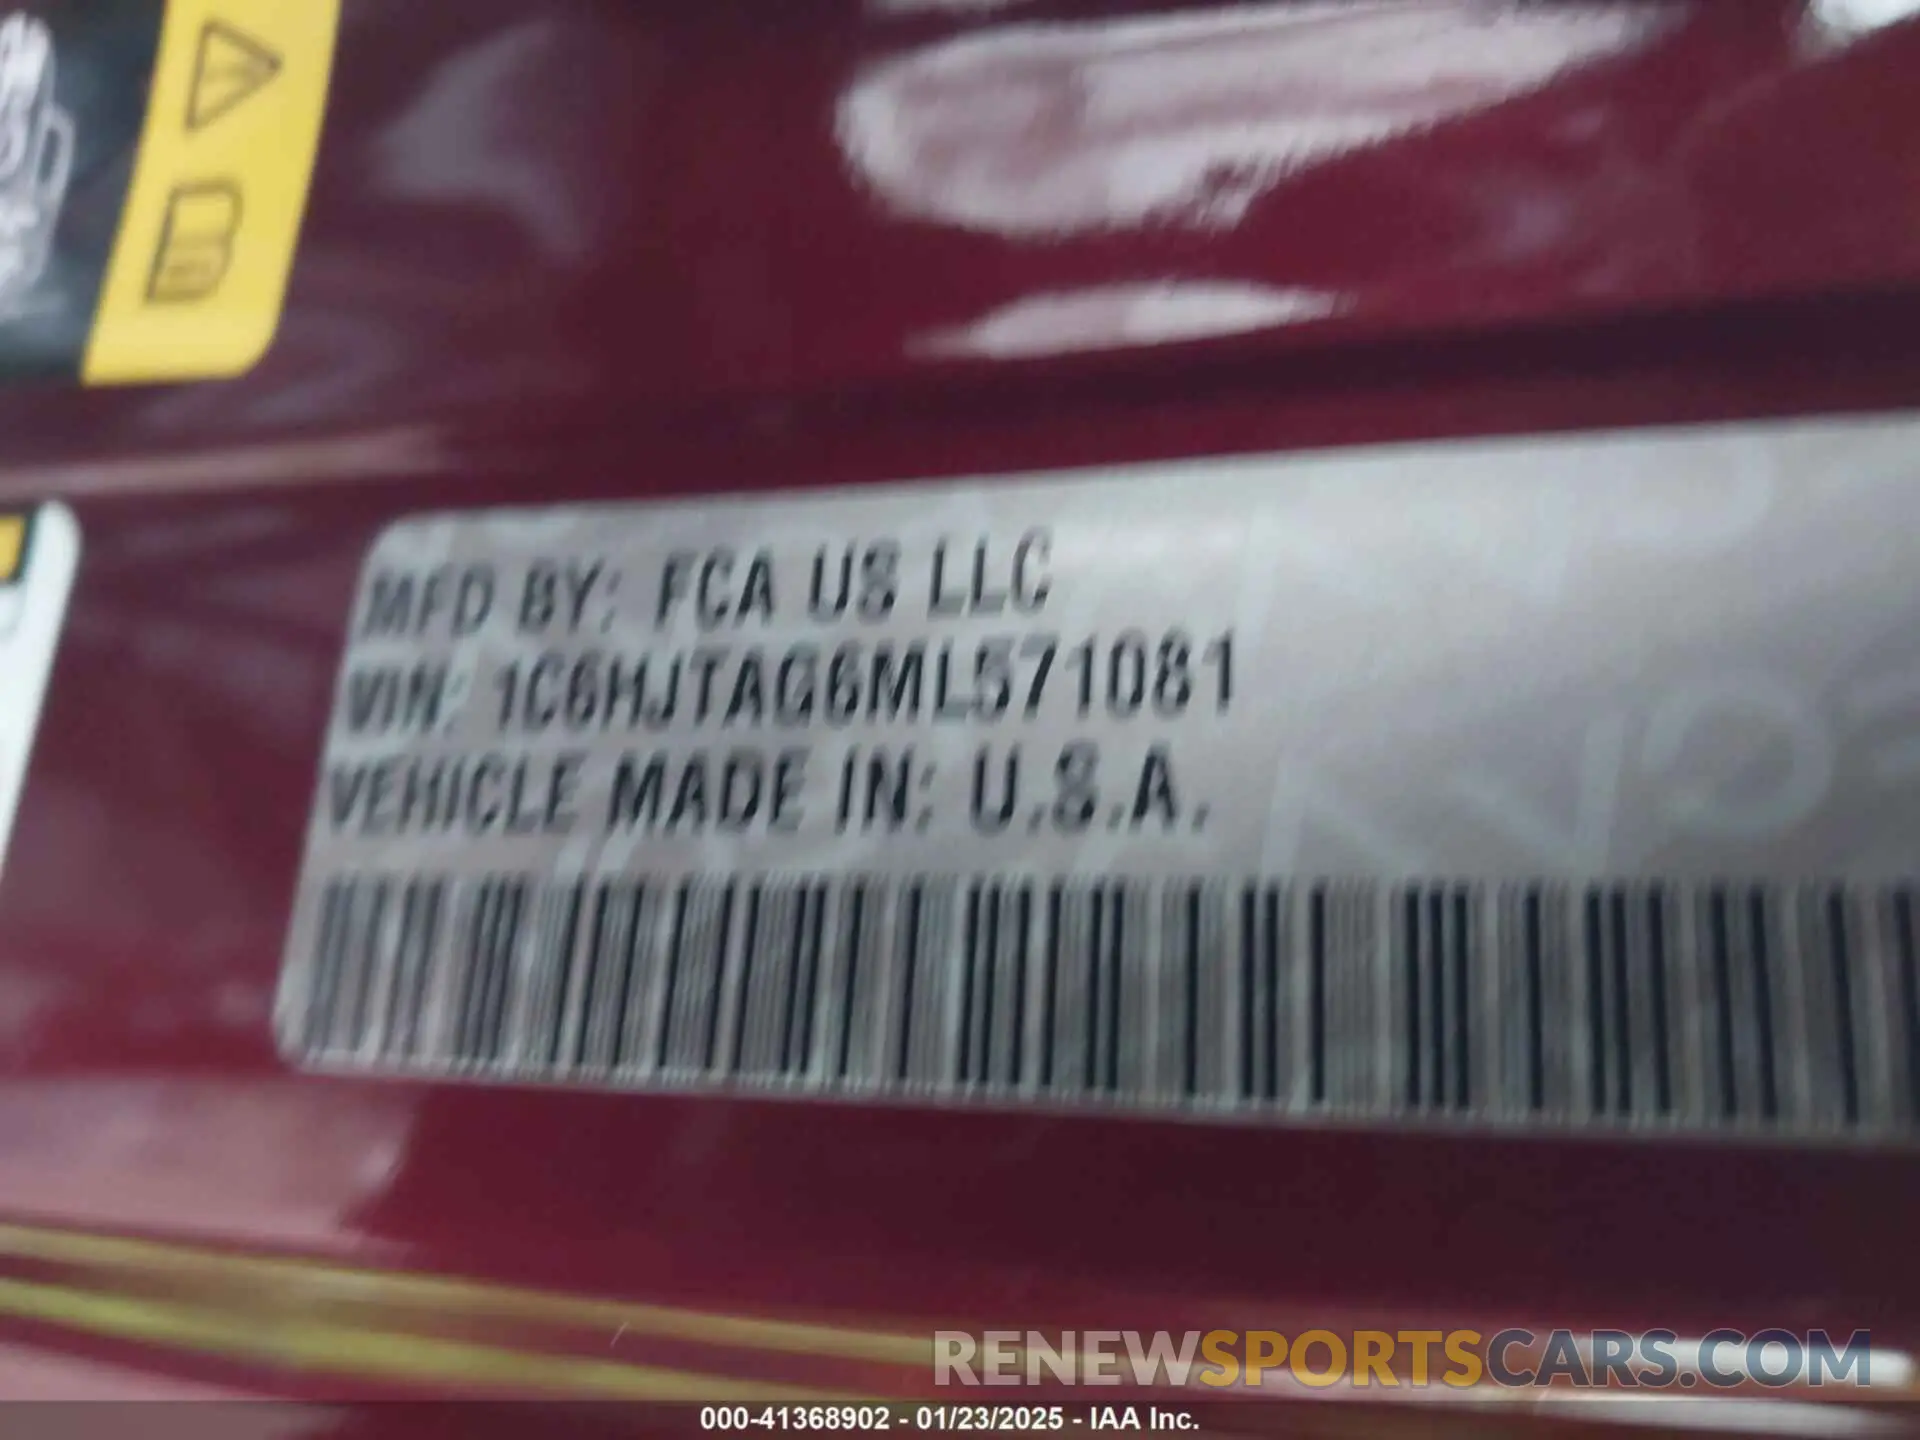 MFD BY: FCA US LLC
VIN: 1C6HJTAG6ML571081
VEHICLE MADE IN: U.S.A.
RENEWSPORTSCARS.COM
000-41368902 - 01/23/2025 - IAA Inc.